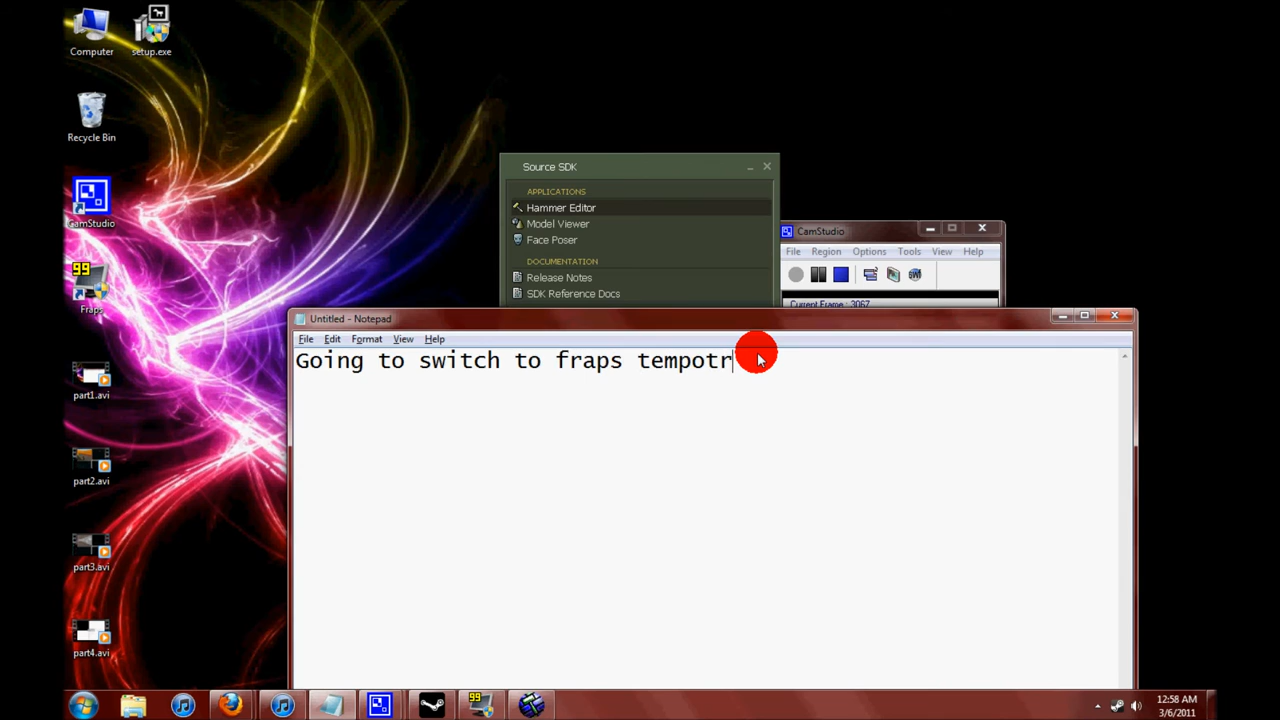 Computer
setup.exe
Recycle Bin
CamStudio
99
Fraps
part1.avi
part2.avi
part3.avi
part4.avi
Source SDK
APPLICATIONS
Hammer Editor
Model Viewer
Face Poser
DOCUMENTATION
Release Notes
SDK Reference Docs
CamStudio
File Region Options Tools View Help
Current Frame : 3067
Untitled - Notepad
File Edit Format View Help
Going to switch to fraps tempotr
99
12:58 AM
3/6/2011